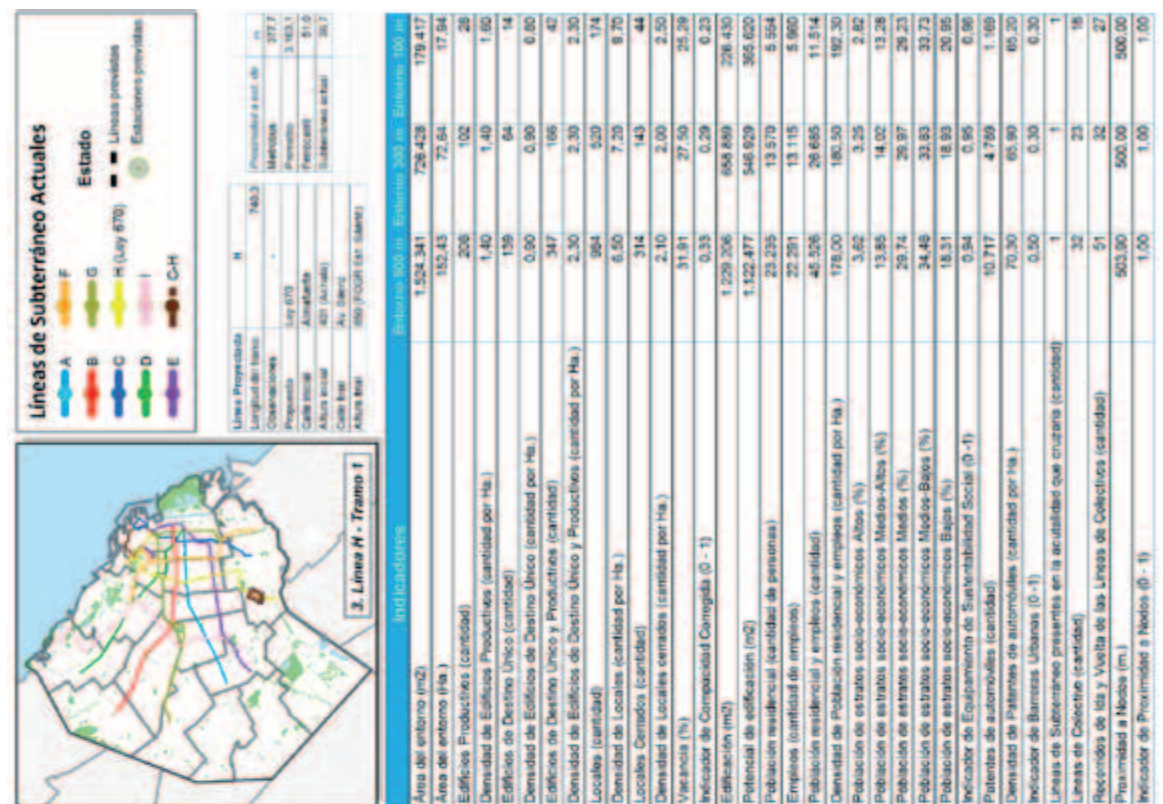 Líneas de Subterráneo Actuales
A
B
C
D
E
F
G
H (Ley 670)
I
C-H
Estado
Líneas previstas
Estaciones previstas
3. Línea H - Tramo 1
Línea Proyectada H
Longitud del tramo 740,3
Observaciones -
Propuesta Ley 670
Calle inicial
Altura inicial 401
Calle final Av. Sáenz
Altura final
m
Metrobus 377,7
Premetro 3.163,1
Ferrocarril 51,0
Subterráneo actual
Indicadores Entorno 500 m Entorno 300 m Entorno 100 m
Área del entorno (m2) 1.524.341 726.428 179.417
Área del entorno (Ha.) 152,43 72,64 17,94
Edificios Productivos (cantidad) 208 102 28
Densidad de Edificios Productivos (cantidad por Ha.) 1,40 1,40 1,60
Edificios de Destino Único (cantidad) 139 64 14
Densidad de Edificios de Destino Único (cantidad por Ha.) 0,90 0,90 0,80
Edificios de Destino Único y Productivos (cantidad) 347 166 42
Densidad de Edificios de Destino Único y Productivos (cantidad por Ha.) 2,30 2,30 2,30
Locales (cantidad) 984 520 174
Densidad de Locales (cantidad por Ha.) 6,50 7,20 9,70
Locales Cerrados (cantidad) 314 143 44
Densidad de Locales cerrados (cantidad por Ha.) 2,10 2,00 2,50
Vacancia (%) 31,91 27,50 25,29
Indicador de Compacidad Corregida (0 - 1) 0,33 0,29 0,23
Edificación (m2) 1.229.206 658.889 226.430
Potencial de edificación (m2) 1.122.477 546.929 365.620
Población residencial (cantidad de personas) 23.235 13.570 5.554
Empleos (cantidad de empleos) 22.291 13.115 5.960
Población residencial y empleos (cantidad) 45.526 26.685 11.514
Densidad de Población residencial y empleos (cantidad por Ha.) 178,00 180,50 192,30
Población de estratos socio-económicos Altos (%) 3,62 3,25 2,82
Población de estratos socio-económicos Medios-Altos (%) 13,85 14,02 13,28
Población de estratos socio-económicos Medios (%) 29,74 29,97 29,23
Población de estratos socio-económicos Medios-Bajos (%) 34,48 33,83 33,73
Población de estratos socio-económicos Bajos (%) 18,31 18,93 20,95
Indicador de Equipamiento de Sustentabilidad Social (0 -1) 0,94 0,95 0,96
Patentes de automóviles (cantidad) 10.717 4.789 1.169
Densidad de Patentes de automóviles (cantidad por Ha.) 70,30 65,90 65,20
Indicador de Barreras Urbanas (0 -1) 0,50 0,30 0,30
Líneas de Subterráneo presentes en la actualidad que cruzaría (cantidad) 1 1 1
Líneas de Colectivo (cantidad) 32 23 18
Recorridos de Ida y Vuelta de las Líneas de Colectivos (cantidad) 51 32 27
Proximidad a Nodos (m.) 503,90 500,00 500,00
Indicador de Proximidad a Nodos (0 - 1) 1,00 1,00 1,00